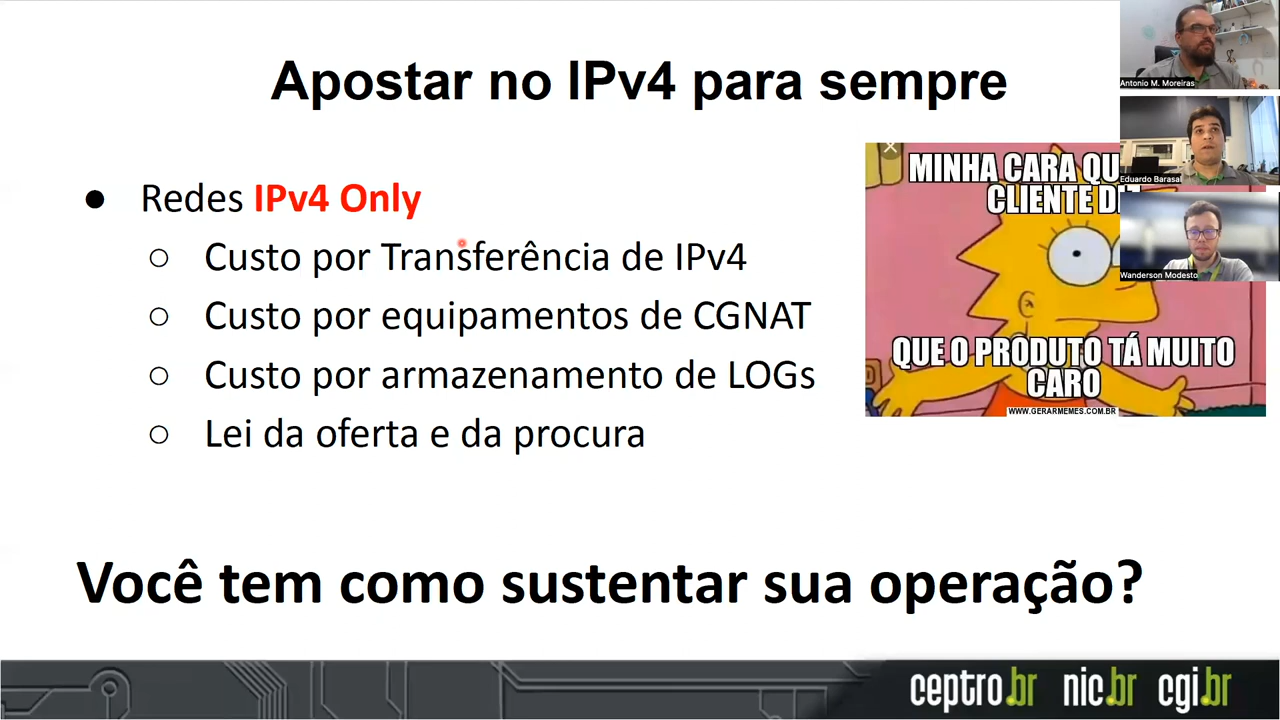 Apostar no IPv4 para sempre
● Redes IPv4 Only
○ Custo por Transferência de IPv4
○ Custo por equipamentos de CGNAT
○ Custo por armazenamento de LOGs
○ Lei da oferta e da procura
MINHA CARA QU
CLIENTE DI
QUE O PRODUTO TÁ MUITO
CARO
WWW.GERARMEMES.COM.BR
Antonio M. Moreiras
Eduardo Barasal
Wanderson Modesto
Você tem como sustentar sua operação?
ceptro.br nic.br cgi.br